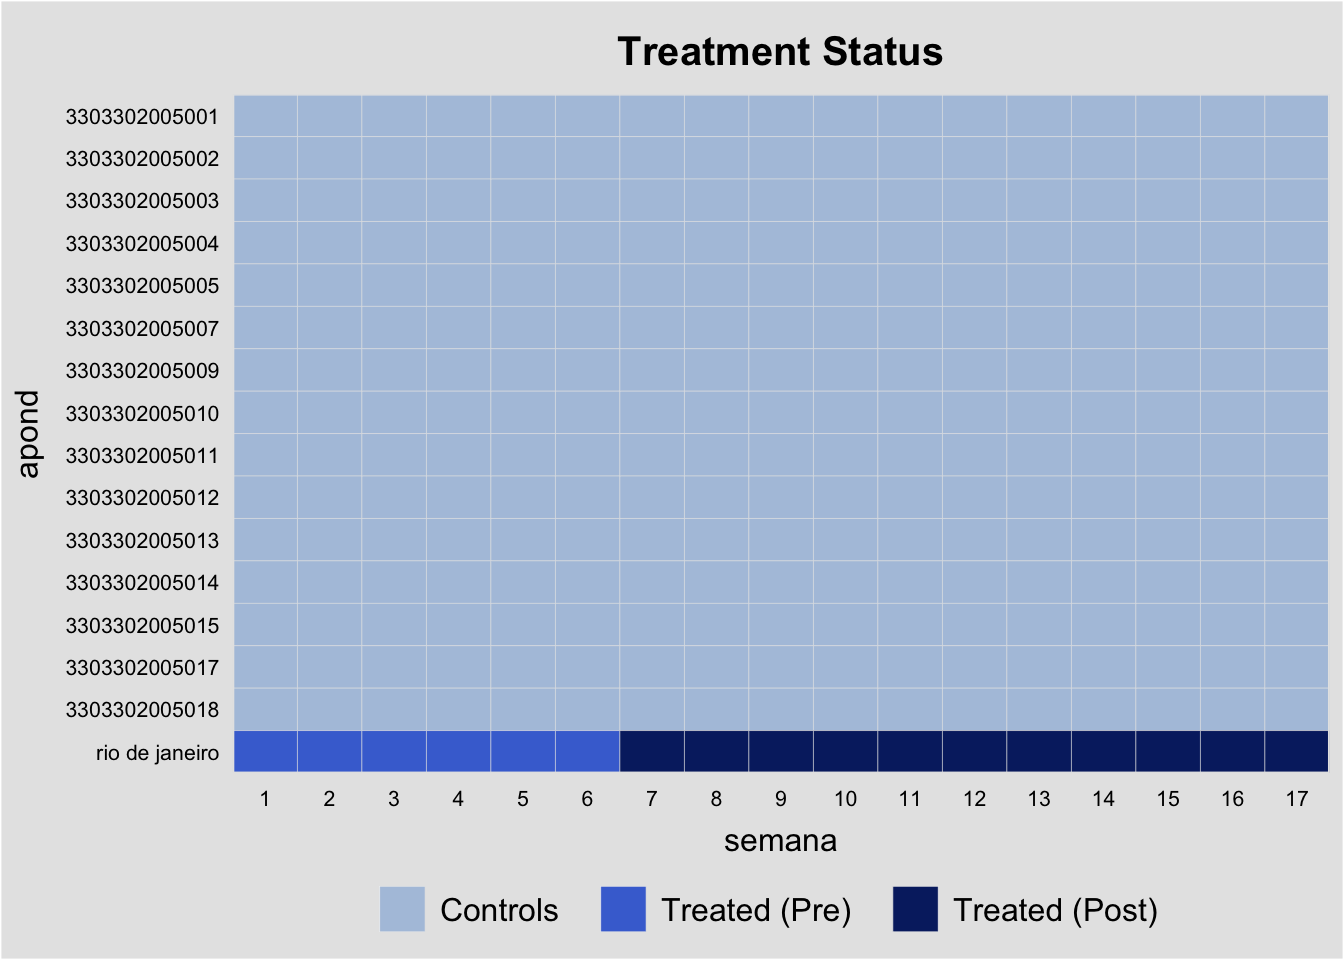 Treatment Status
3303302005001
3303302005002
3303302005003
3303302005004
3303302005005
3303302005007
3303302005009
3303302005010
3303302005011
3303302005012
3303302005013
3303302005014
3303302005015
3303302005017
3303302005018
rio de janeiro
apond
1 2 3 4 5 6 7 8 9 10 11 12 13 14 15 16 17
semana
Controls Treated (Pre) Treated (Post)